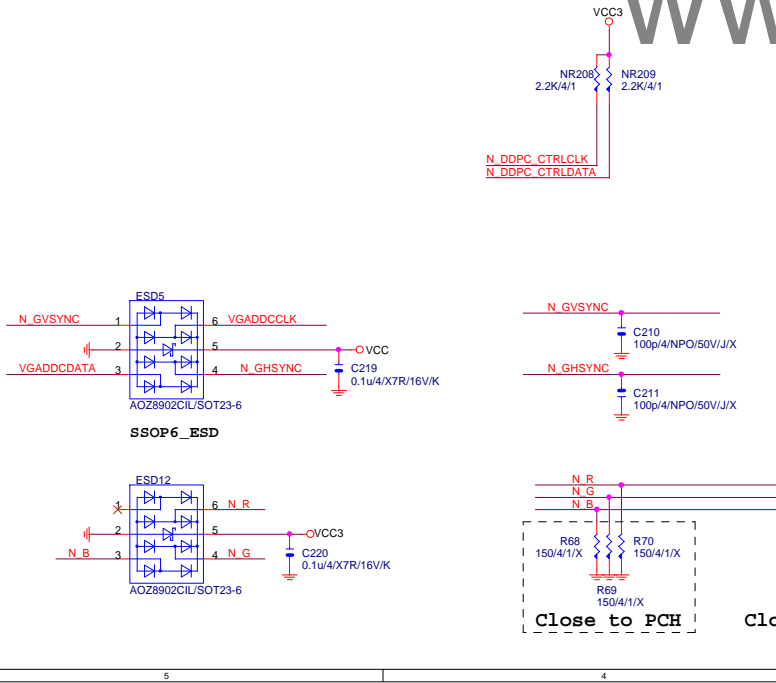 WW
VCC3
NR208
NR209
2.2K/4/1
2.2K/4/1
N_DDPC_CTRLCLK
N_DDPC_CTRLDATA
ESD5
N_GVSYNC
1
6
VGADDCCLK
2
5
VCC
VGADDCDATA
3
4
N_GHSYNC
C219
0.1u/4/X7R/16V/K
AOZ8902CIL/SOT23-6
SSOP6_ESD
N_GVSYNC
C210
100p/4/NPO/50V/J/X
N_GHSYNC
C211
100p/4/NPO/50V/J/X
ESD12
1
6
N_R
2
5
VCC3
N_B
3
4
N_G
C220
0.1u/4/X7R/16V/K
AOZ8902CIL/SOT23-6
N_R
N_G
N_B
R68
150/4/1/X
R70
150/4/1/X
R69
150/4/1/X
Close to PCH
Clo
5
4